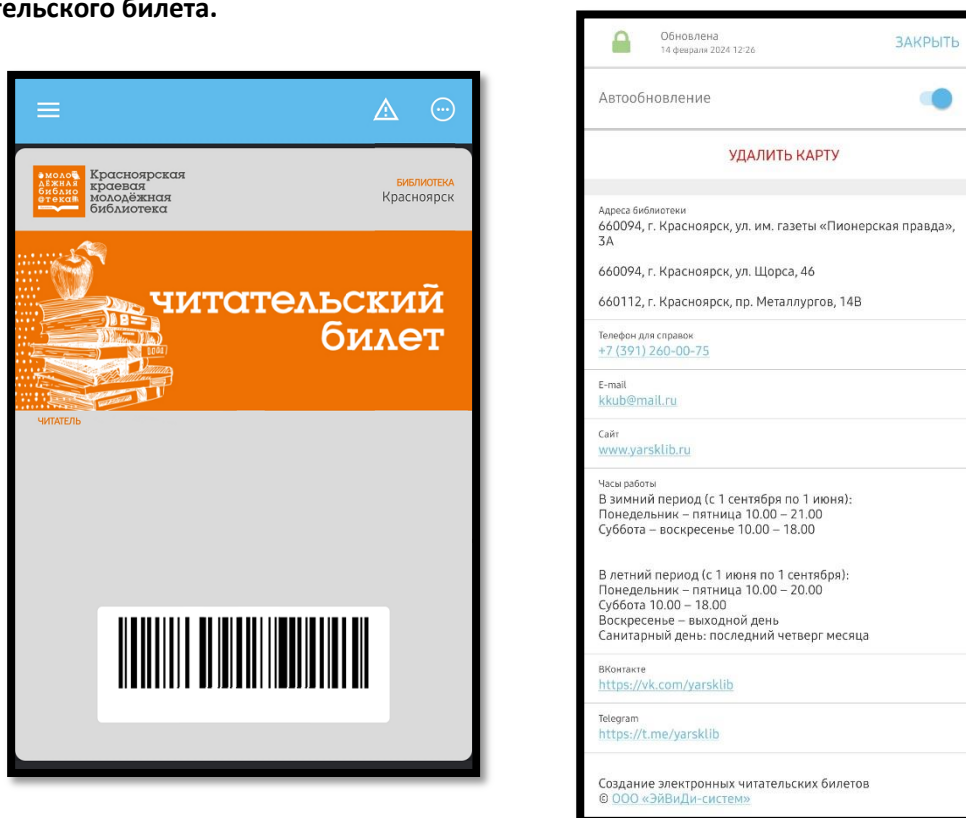 тельского билета.
молодёжная библиотека
Красноярская
краевая
молодёжная
библиотека
БИБЛИОТЕКА
Красноярск
читательский
билет
ЧИТАТЕЛЬ
Обновлена
14 февраля 2024 12:26
ЗАКРЫТЬ
Автообновление
УДАЛИТЬ КАРТУ
Адреса библиотеки
660094, г. Красноярск, ул. им. газеты «Пионерская правда»,
3А
660094, г. Красноярск, ул. Щорса, 46
660112, г. Красноярск, пр. Металлургов, 14В
Телефон для справок
+7 (391) 260-00-75
E-mail
kkub@mail.ru
Сайт
www.yarsklib.ru
Часы работы
В зимний период (с 1 сентября по 1 июня):
Понедельник – пятница 10.00 – 21.00
Суббота – воскресенье 10.00 – 18.00
В летний период (с 1 июня по 1 сентября):
Понедельник – пятница 10.00 – 20.00
Суббота 10.00 – 18.00
Воскресенье – выходной день
Санитарный день: последний четверг месяца
ВКонтакте
https://vk.com/yarsklib
Telegram
https://t.me/yarsklib
Создание электронных читательских билетов
© ООО «ЭйВиДи-систем»